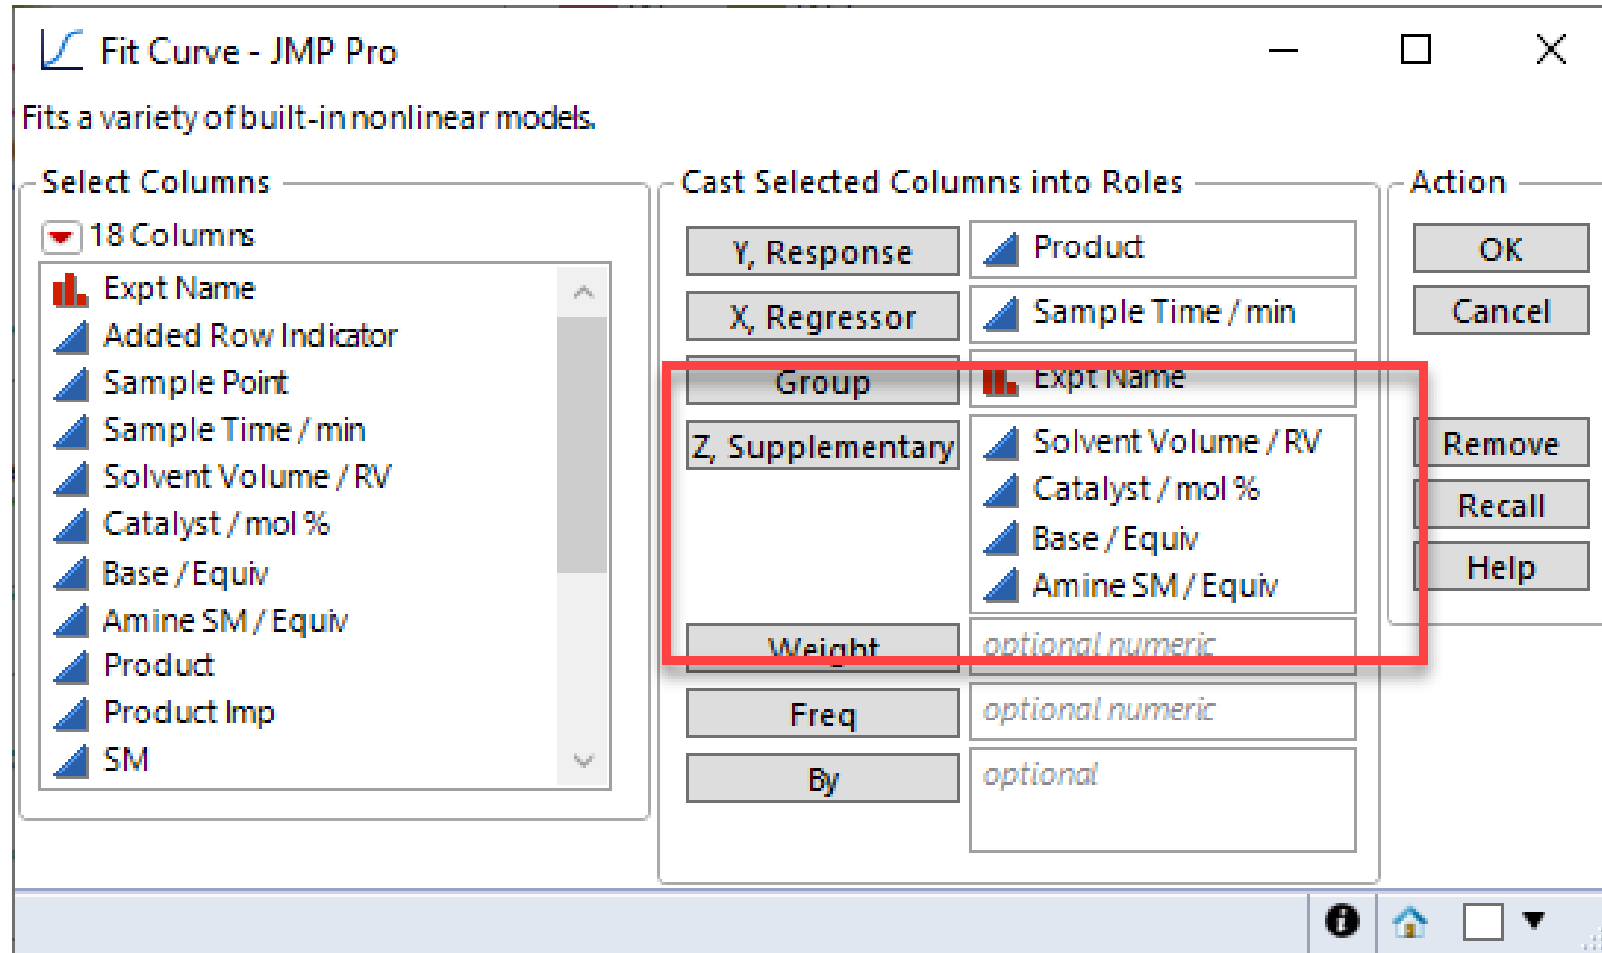 Fit Curve - JMP Pro
Fits a variety of built-in nonlinear models.
Select Columns
18 Columns
Expt Name
Added Row Indicator
Sample Point
Sample Time / min
Solvent Volume / RV
Catalyst / mol %
Base / Equiv
Amine SM / Equiv
Product
Product Imp
SM
Cast Selected Columns into Roles
Y, Response
Product
X, Regressor
Sample Time / min
Group
Expt Name
Z, Supplementary
Solvent Volume / RV
Catalyst / mol %
Base / Equiv
Amine SM / Equiv
Weight
optional numeric
Freq
optional numeric
By
optional
Action
OK
Cancel
Remove
Recall
Help